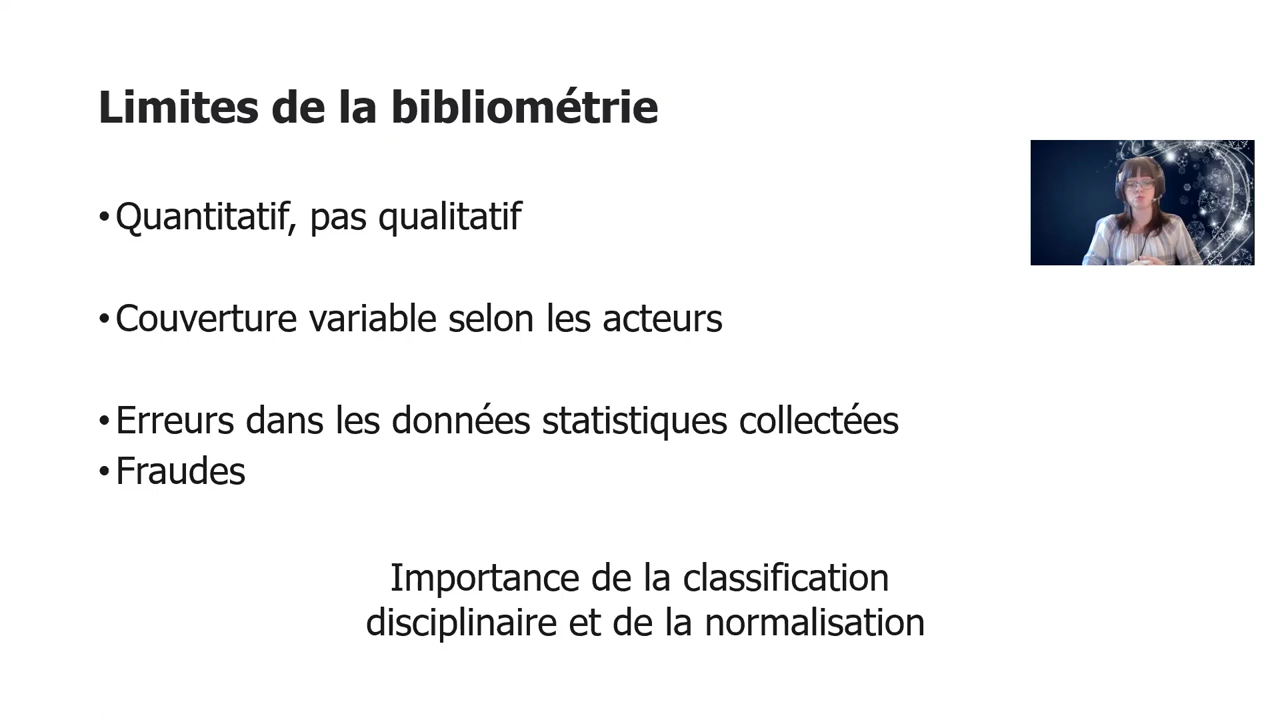 Limites de la bibliométrie
•Quantitatif, pas qualitatif
•Couverture variable selon les acteurs
•Erreurs dans les données statistiques collectées
•Fraudes
Importance de la classification
disciplinaire et de la normalisation